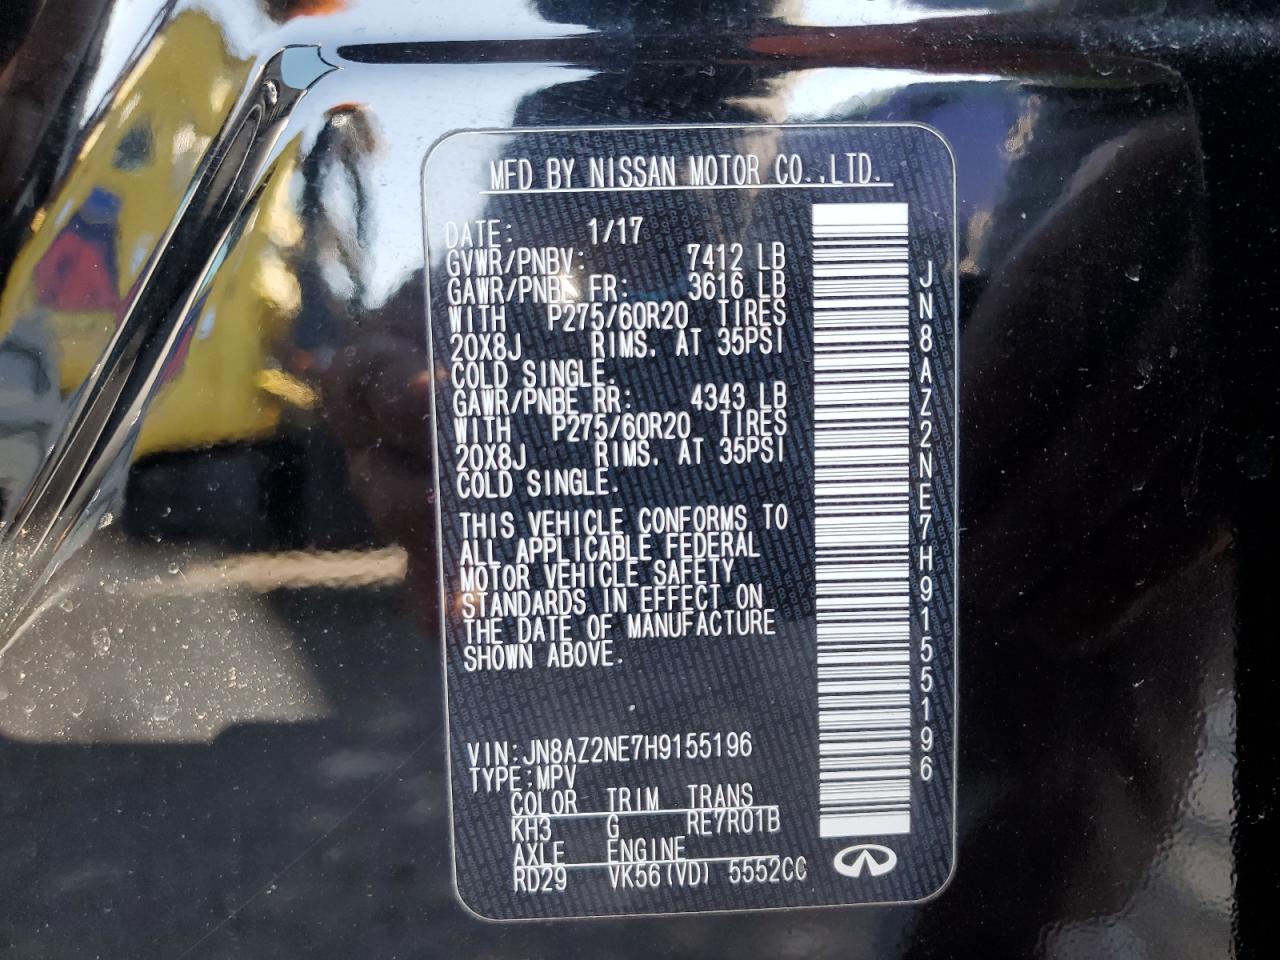 MFD BY NISSAN MOTOR CO.,LTD.
DATE: 1/17
GVWR/PNBV: 7412 LB
GAWR/PNBE FR: 3616 LB
WITH P275/60R20 TIRES
20X8J RIMS. AT 35PSI
COLD SINGLE.
GAWR/PNBE RR: 4343 LB
WITH P275/60R20 TIRES
20X8J RIMS. AT 35PSI
COLD SINGLE.
THIS VEHICLE CONFORMS TO
ALL APPLICABLE FEDERAL
MOTOR VEHICLE SAFETY
STANDARDS IN EFFECT ON
THE DATE OF MANUFACTURE
SHOWN ABOVE.
VIN:JN8AZ2NE7H9155196
TYPE:MPV
COLOR TRIM TRANS
KH3 G RE7R01B
AXLE ENGINE
RD29 VK56(VD) 5552CC
JN8AZ2NE7H9155196